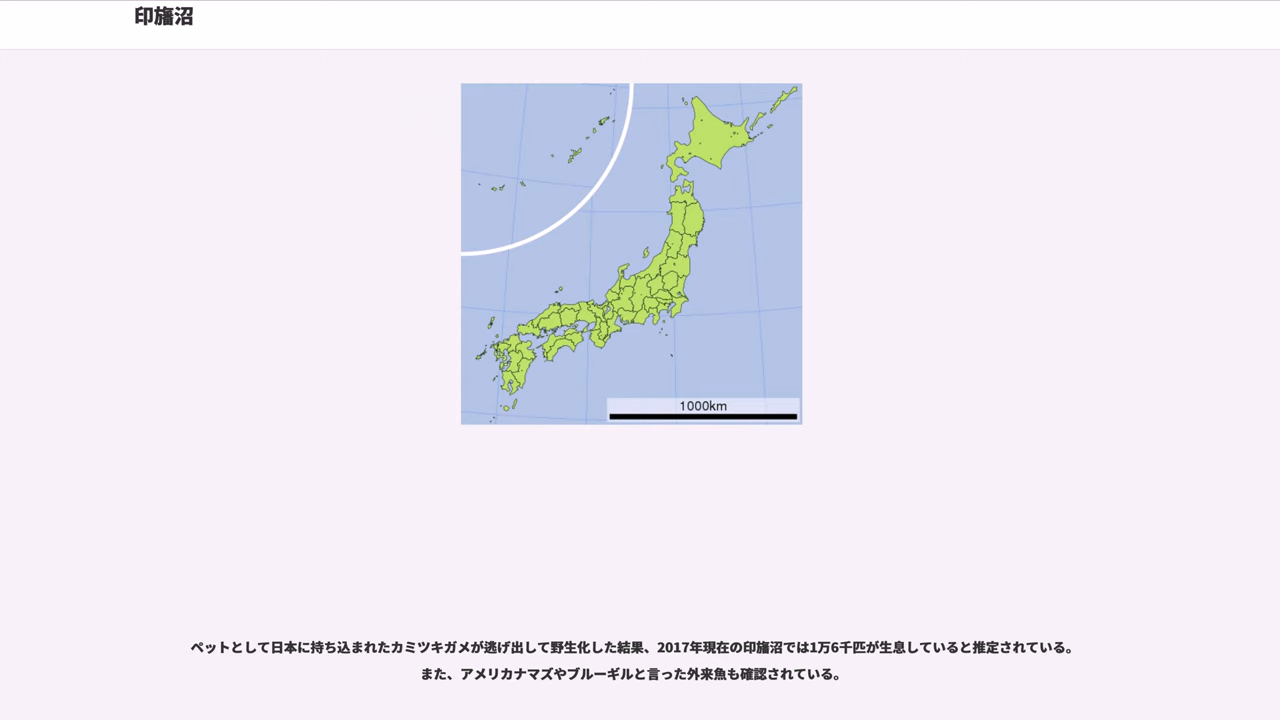 印旛沼
1000km
ペットとして日本に持ち込まれたカミツキガメが逃げ出して野生化した結果、2017年現在の印旛沼では1万6千匹が生息していると推定されている。
また、アメリカナマズやブルーギルと言った外来魚も確認されている。